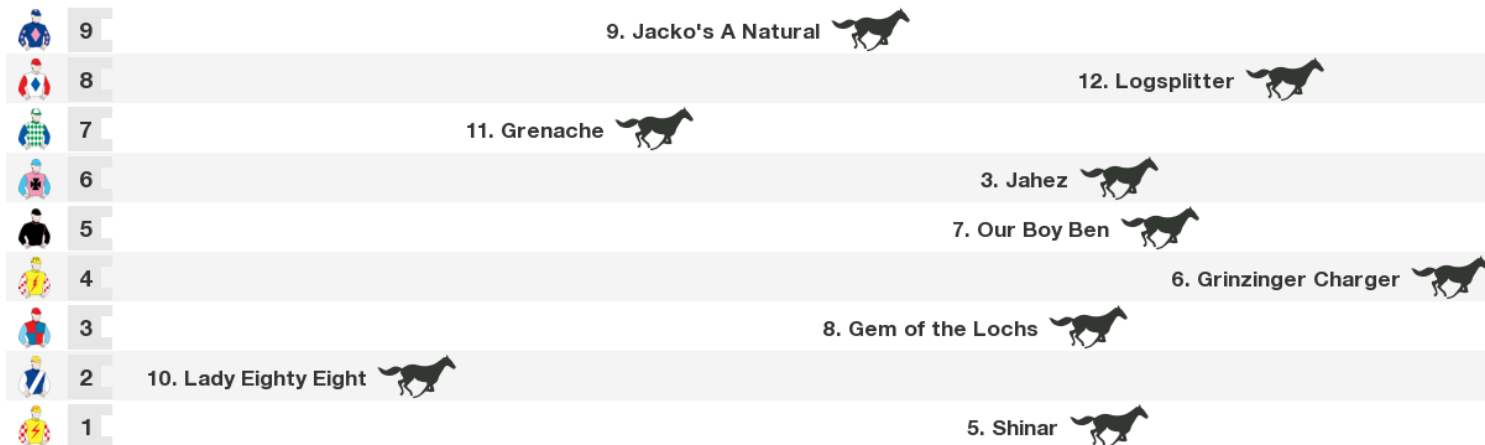 9 9. Jacko's A Natural
8 12. Logsplitter
7 11. Grenache
6 3. Jahez
5 7. Our Boy Ben
4 6. Grinzinger Charger
3 8. Gem of the Lochs
2 10. Lady Eighty Eight
1 5. Shinar